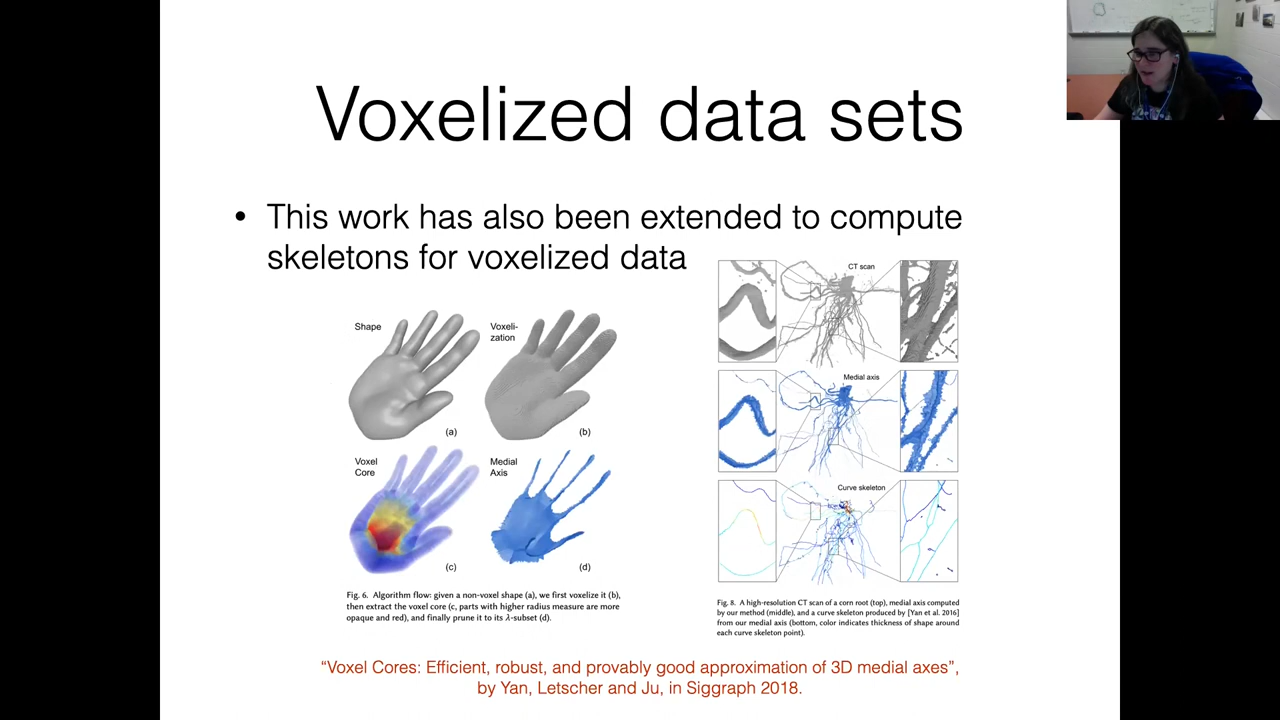 Voxelized data sets
• This work has also been extended to compute
skeletons for voxelized data
Shape
(a)
Voxeli-
zation
(b)
Voxel
Core
(c)
Medial
Axis
(d)
Fig. 6. Algorithm flow: given a non-voxel shape (a), we first voxelize it (b),
then extract the voxel core (c, parts with higher radius measure are more
opaque and red), and finally prune it to its λ-subset (d).
CT scan
Medial axis
Curve skeleton
Fig. 8. A high-resolution CT scan of a corn root (top), medial axis computed
by our method (middle), and a curve skeleton produced by [Yan et al. 2016]
from our medial axis (bottom, color indicates thickness of shape around
each curve skeleton point).
“Voxel Cores: Efficient, robust, and provably good approximation of 3D medial axes”,
by Yan, Letscher and Ju, in Siggraph 2018.